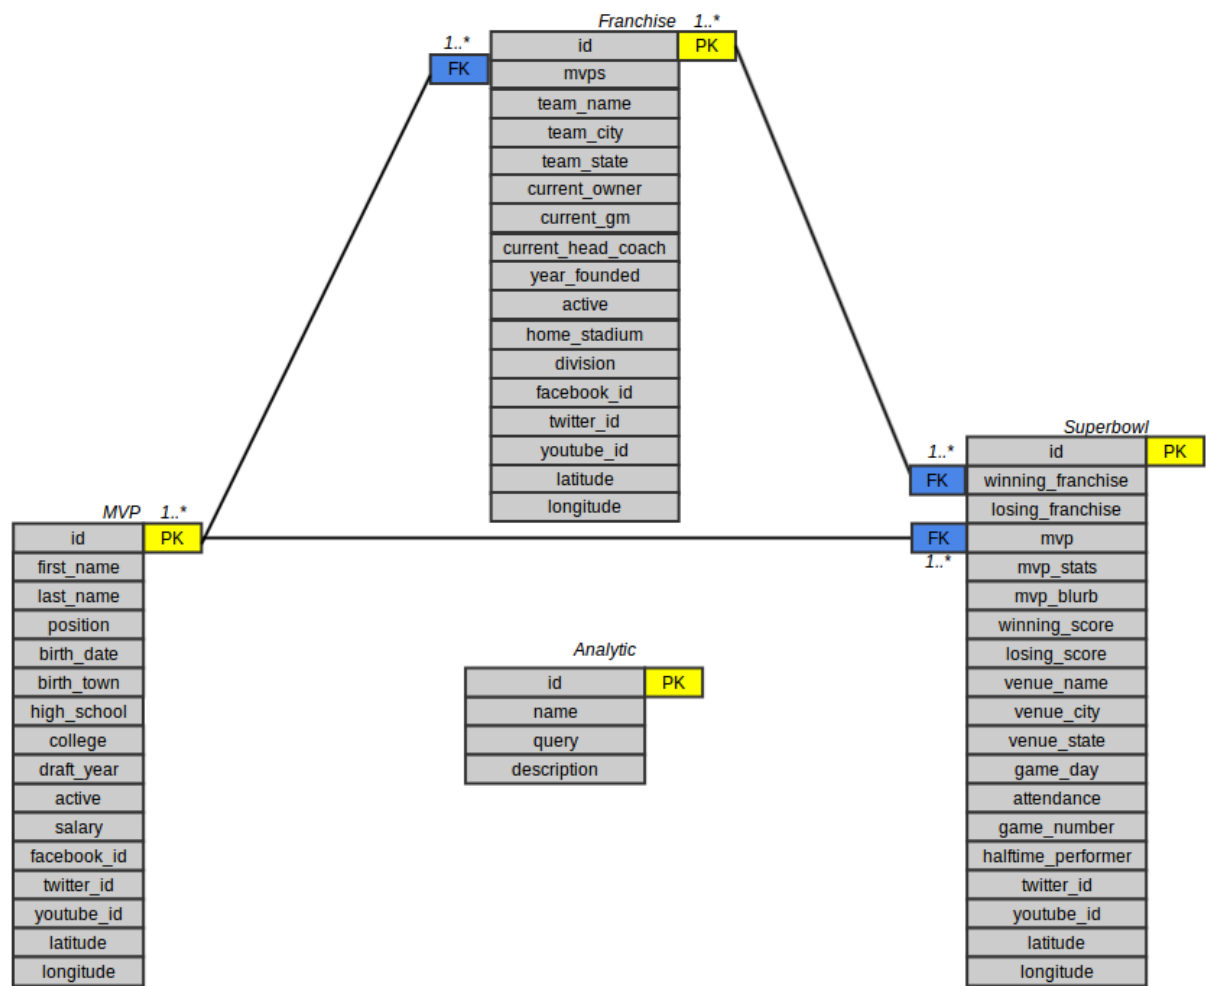 Franchise 1..*
id PK
1..*
FK mvps
team_name
team_city
team_state
current_owner
current_gm
current_head_coach
year_founded
active
home_stadium
division
facebook_id
twitter_id
youtube_id
latitude
longitude
MVP 1..*
id PK
first_name
last_name
position
birth_date
birth_town
high_school
college
draft_year
active
salary
facebook_id
twitter_id
youtube_id
latitude
longitude
Analytic
id PK
name
query
description
Superbowl
id PK
1..*
FK winning_franchise
losing_franchise
FK mvp
1..*
mvp_stats
mvp_blurb
winning_score
losing_score
venue_name
venue_city
venue_state
game_day
attendance
game_number
halftime_performer
twitter_id
youtube_id
latitude
longitude